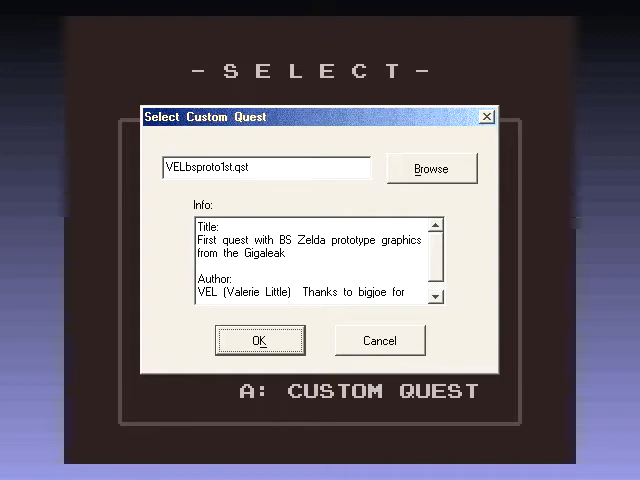 - S E L E C T -
Select Custom Quest
VELbsproto1st.qst
Browse
Info:
Title:
First quest with BS Zelda prototype graphics
from the Gigaleak
Author:
VEL (Valerie Little)  Thanks to bigjoe for
OK
Cancel
A: CUSTOM QUEST